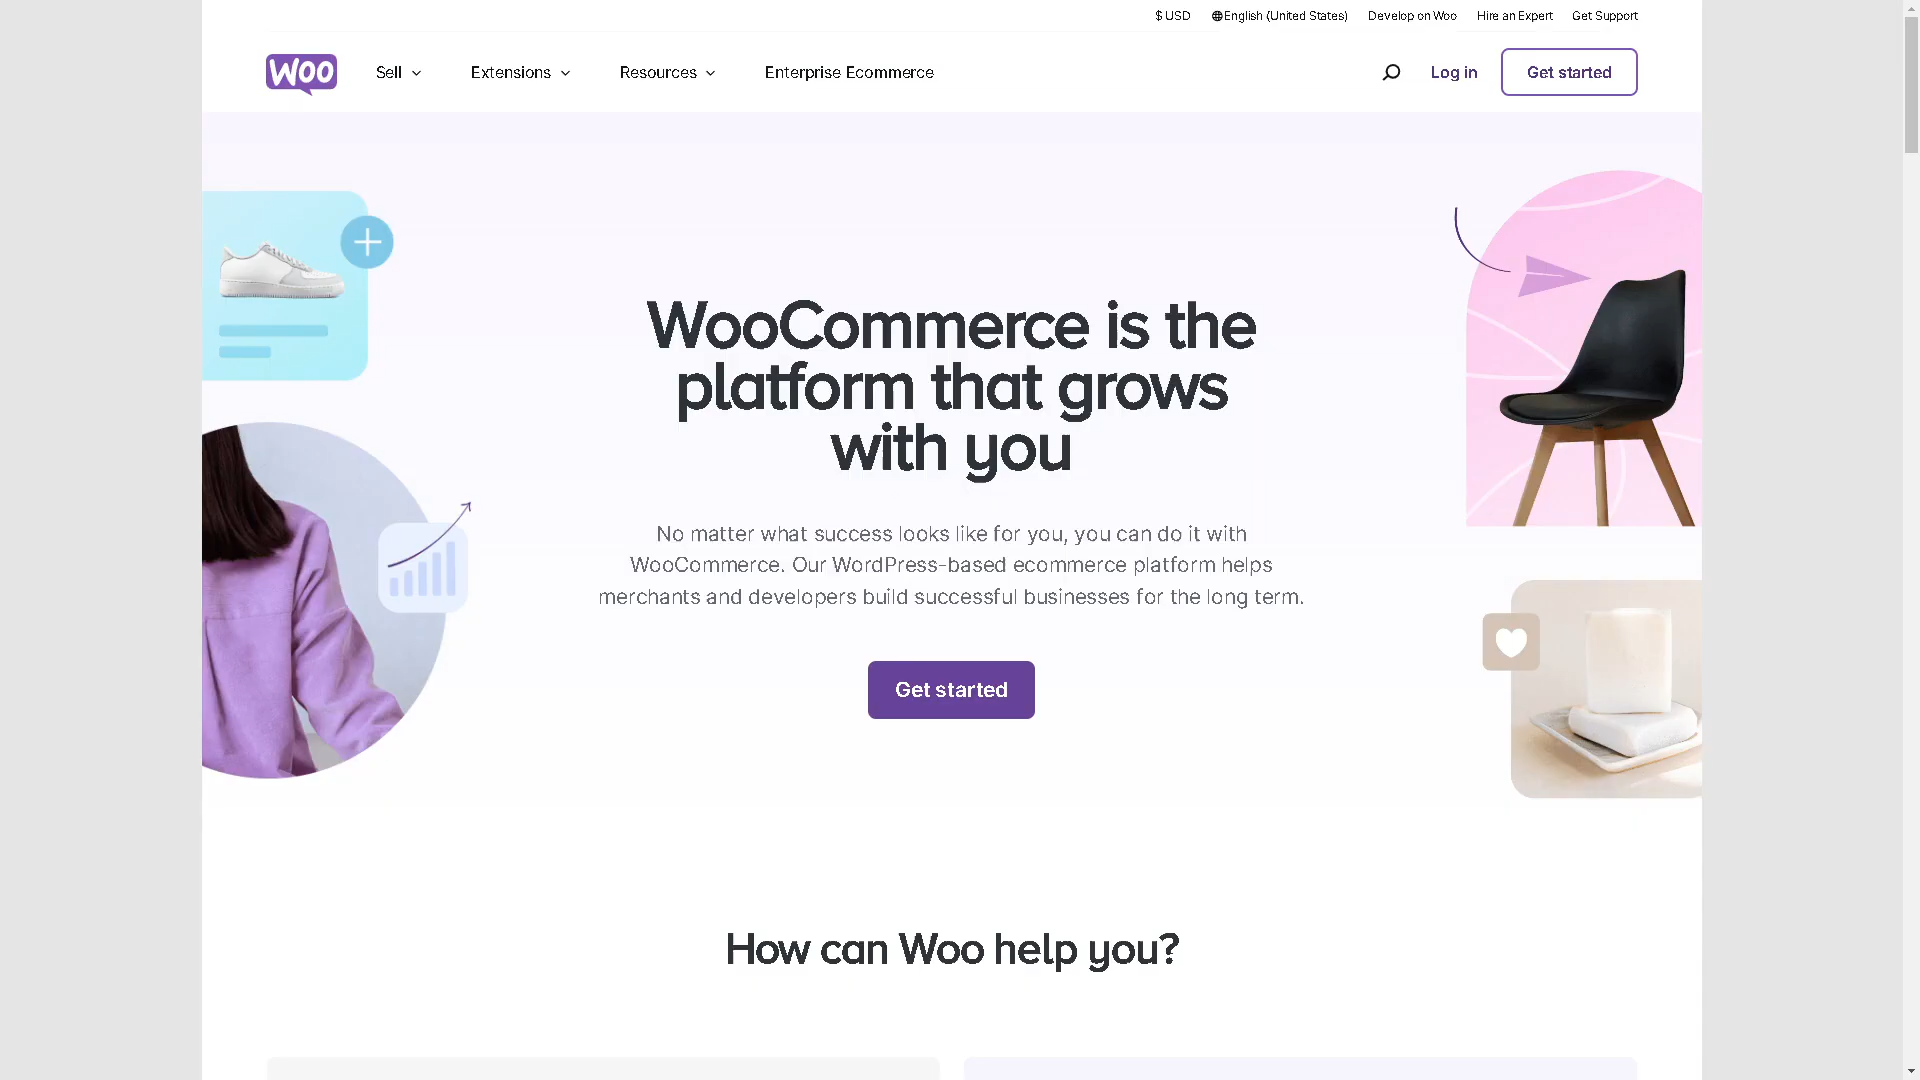 $ USD English (United States) Develop on Woo Hire an Expert Get Support
WOO Sell Extensions Resources Enterprise Ecommerce Log in Get started
WooCommerce is the
platform that grows
with you
No matter what success looks like for you, you can do it with
WooCommerce. Our WordPress-based ecommerce platform helps
merchants and developers build successful businesses for the long term.
Get started
How can Woo help you?